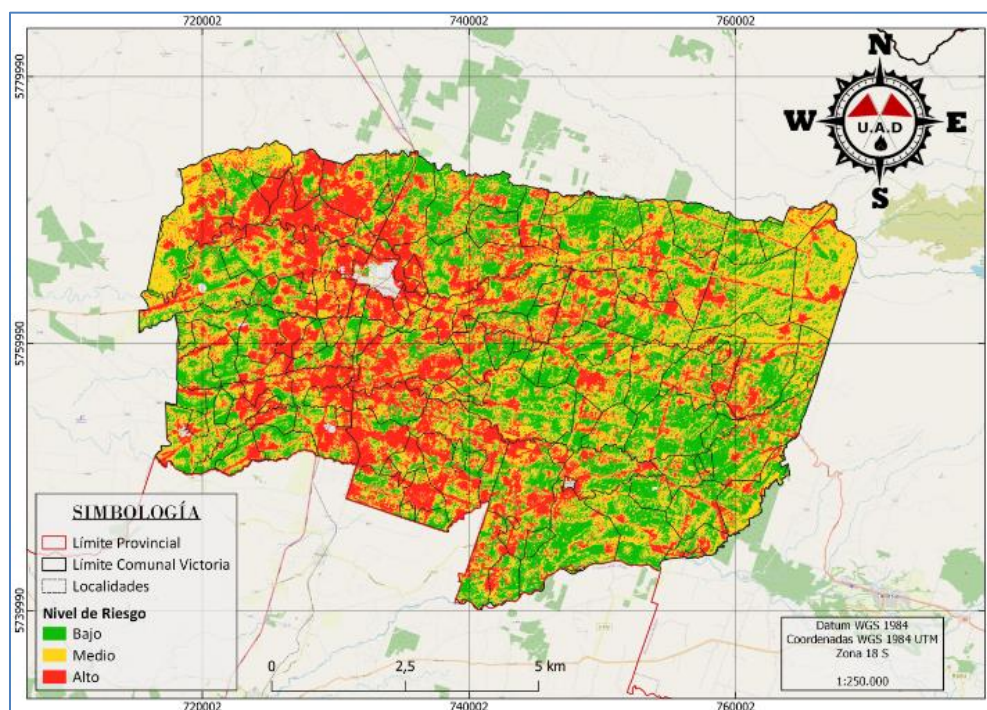 720002 740002 760002
5779990
N
W U.A.D E
S
5759990 5759990
SIMBOLOGÍA
Límite Provincial
Límite Comunal Victoria
Localidades
Nivel de Riesgo
Bajo
Medio
Alto
0 2,5 5 km
5739990 5739990
Datum WGS 1984
Coordenadas WGS 1984 UTM
Zona 18 S
1:250.000
720002 740002 760002